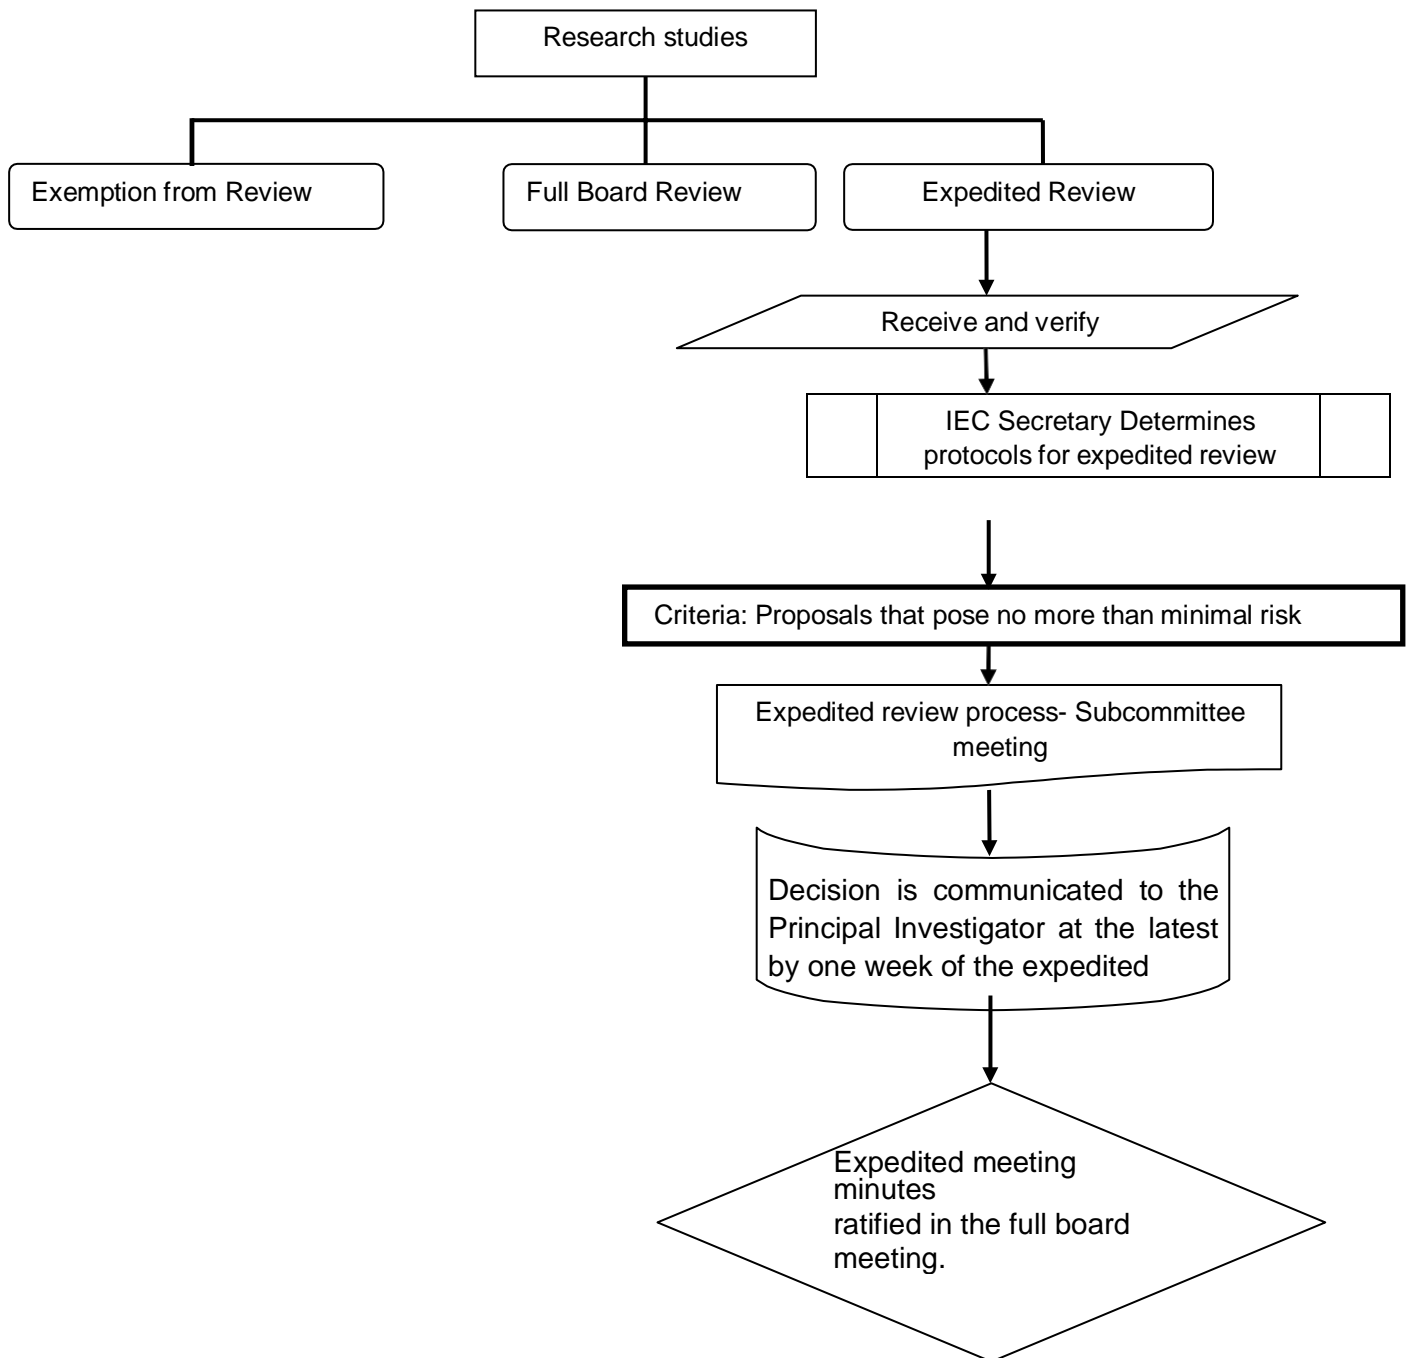 Research studies
Exemption from Review
Full Board Review
Expedited Review
Receive and verify
IEC Secretary Determines
protocols for expedited review
Criteria: Proposals that pose no more than minimal risk
Expedited review process- Subcommittee
meeting
Decision is communicated to the
Principal Investigator at the latest
by one week of the expedited
Expedited meeting
minutes
ratified in the full board
meeting.